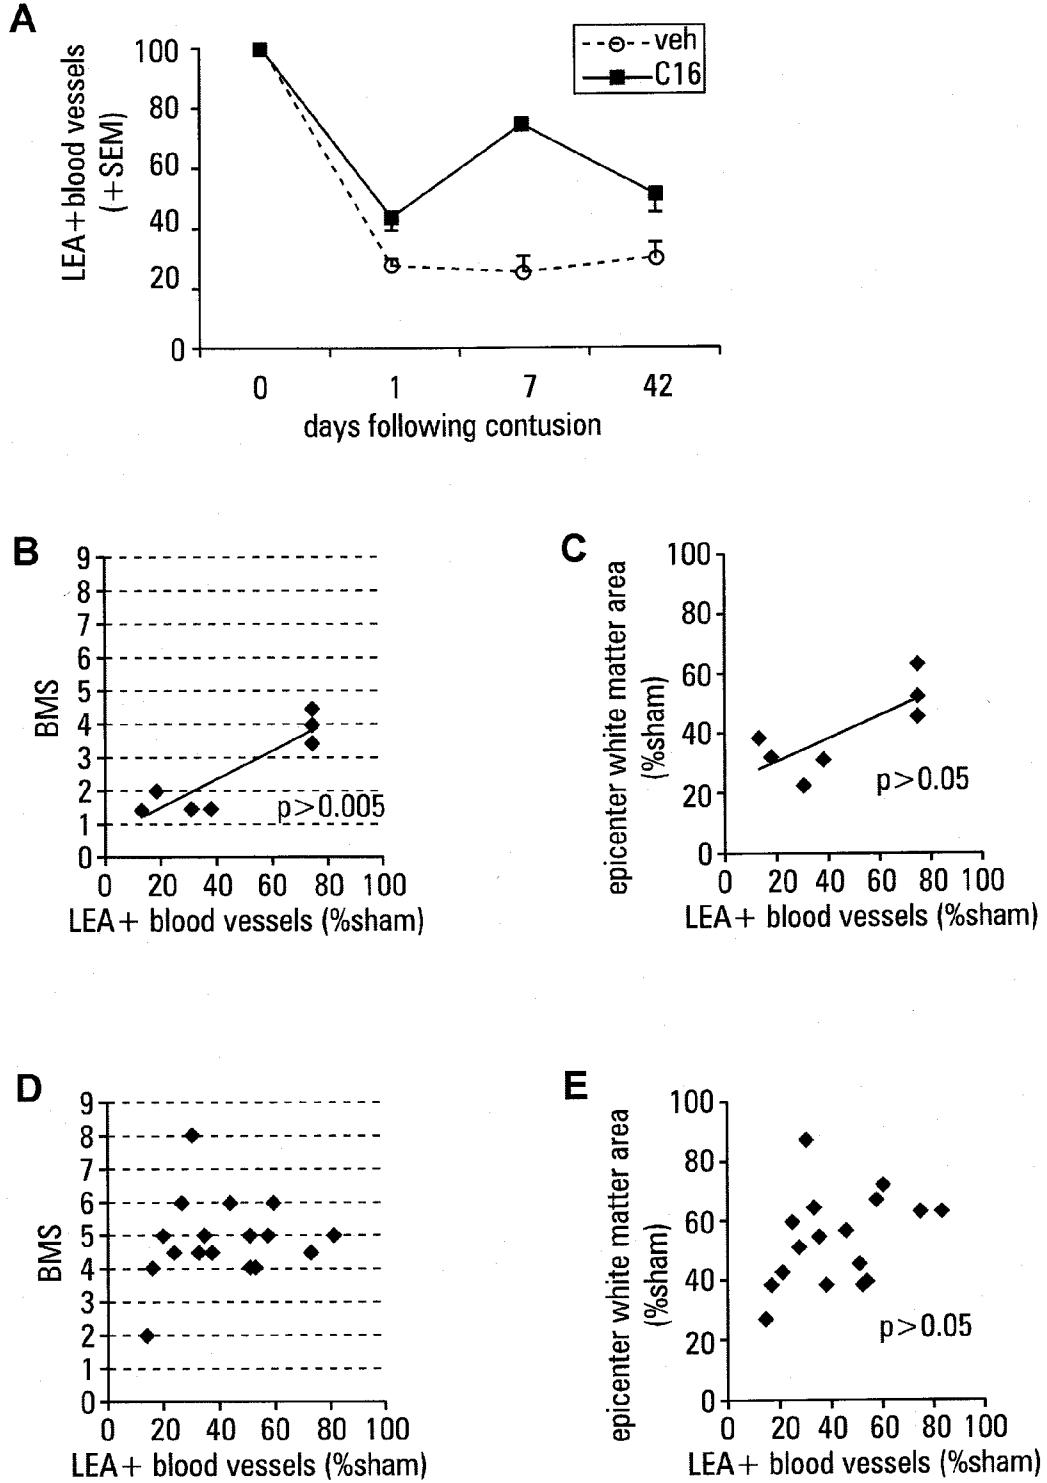 A
LEA+blood vessels
(+SEM)
100
80
60
40
20
0
veh
C16
0 1 7 42
days following contusion
B
BMS
9
8
7
6
5
4
3
2
1
0
p>0.005
0 20 40 60 80 100
LEA+ blood vessels (%sham)
C
epicenter white matter area
(%sham)
100
80
60
40
20
0
p>0.05
0 20 40 60 80 100
LEA+ blood vessels (%sham)
D
BMS
9
8
7
6
5
4
3
2
1
0
0 20 40 60 80 100
LEA+ blood vessels (%sham)
E
epicenter white matter area
(%sham)
100
80
60
40
20
0
p>0.05
0 20 40 60 80 100
LEA+ blood vessels (%sham)